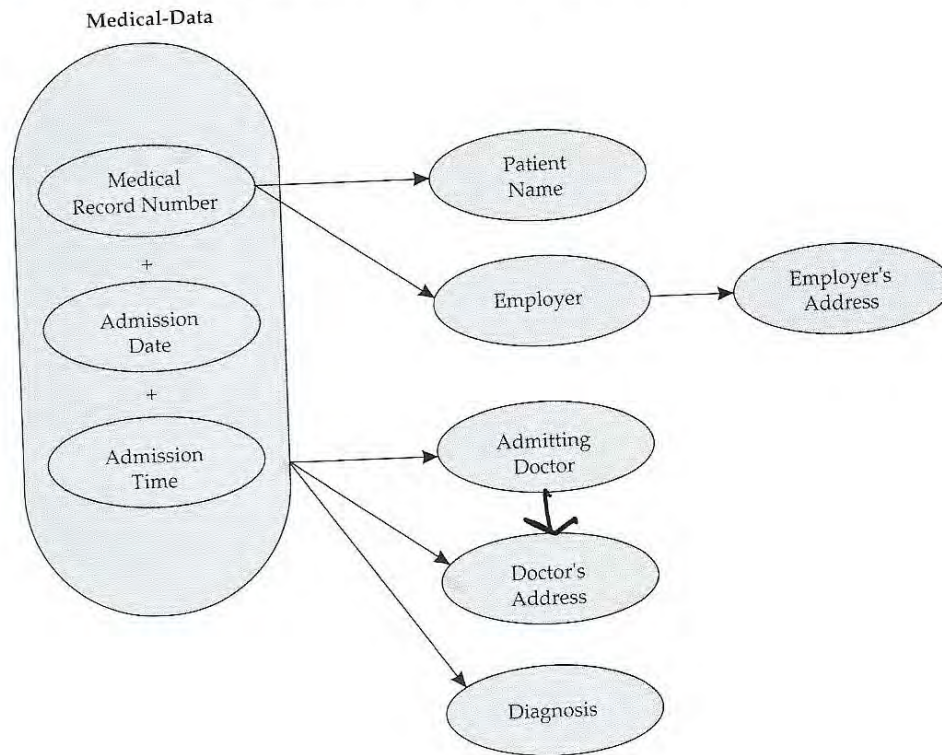 Medical-Data
Medical
Record Number
+
Admission
Date
+
Admission
Time
Patient
Name
Employer
Employer's
Address
Admitting
Doctor
Doctor's
Address
Diagnosis